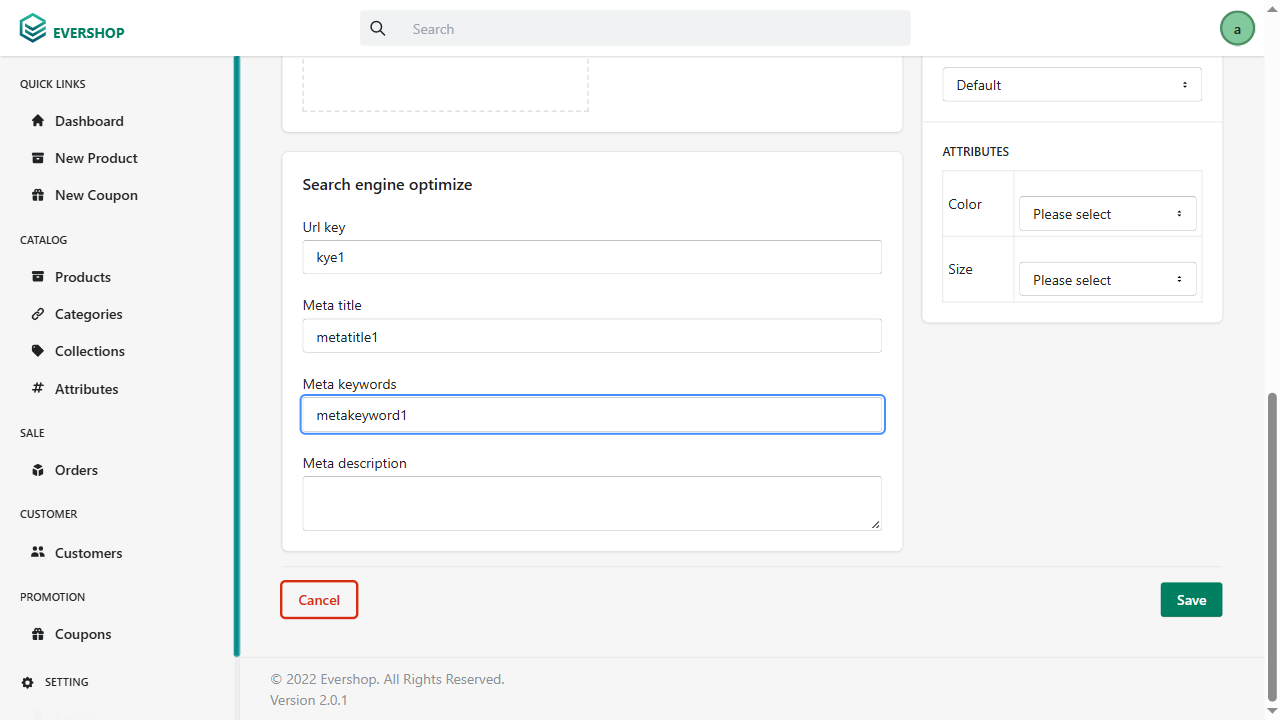 EVERSHOP
Search
a
QUICK LINKS
Dashboard
New Product
New Coupon
CATALOG
Products
Categories
Collections
Attributes
SALE
Orders
CUSTOMER
Customers
PROMOTION
Coupons
SETTING
Search engine optimize
Url key
kye1
Meta title
metatitle1
Meta keywords
metakeyword1
Meta description
Cancel
Save
Default
ATTRIBUTES
Color
Please select
Size
Please select
© 2022 Evershop. All Rights Reserved.
Version 2.0.1